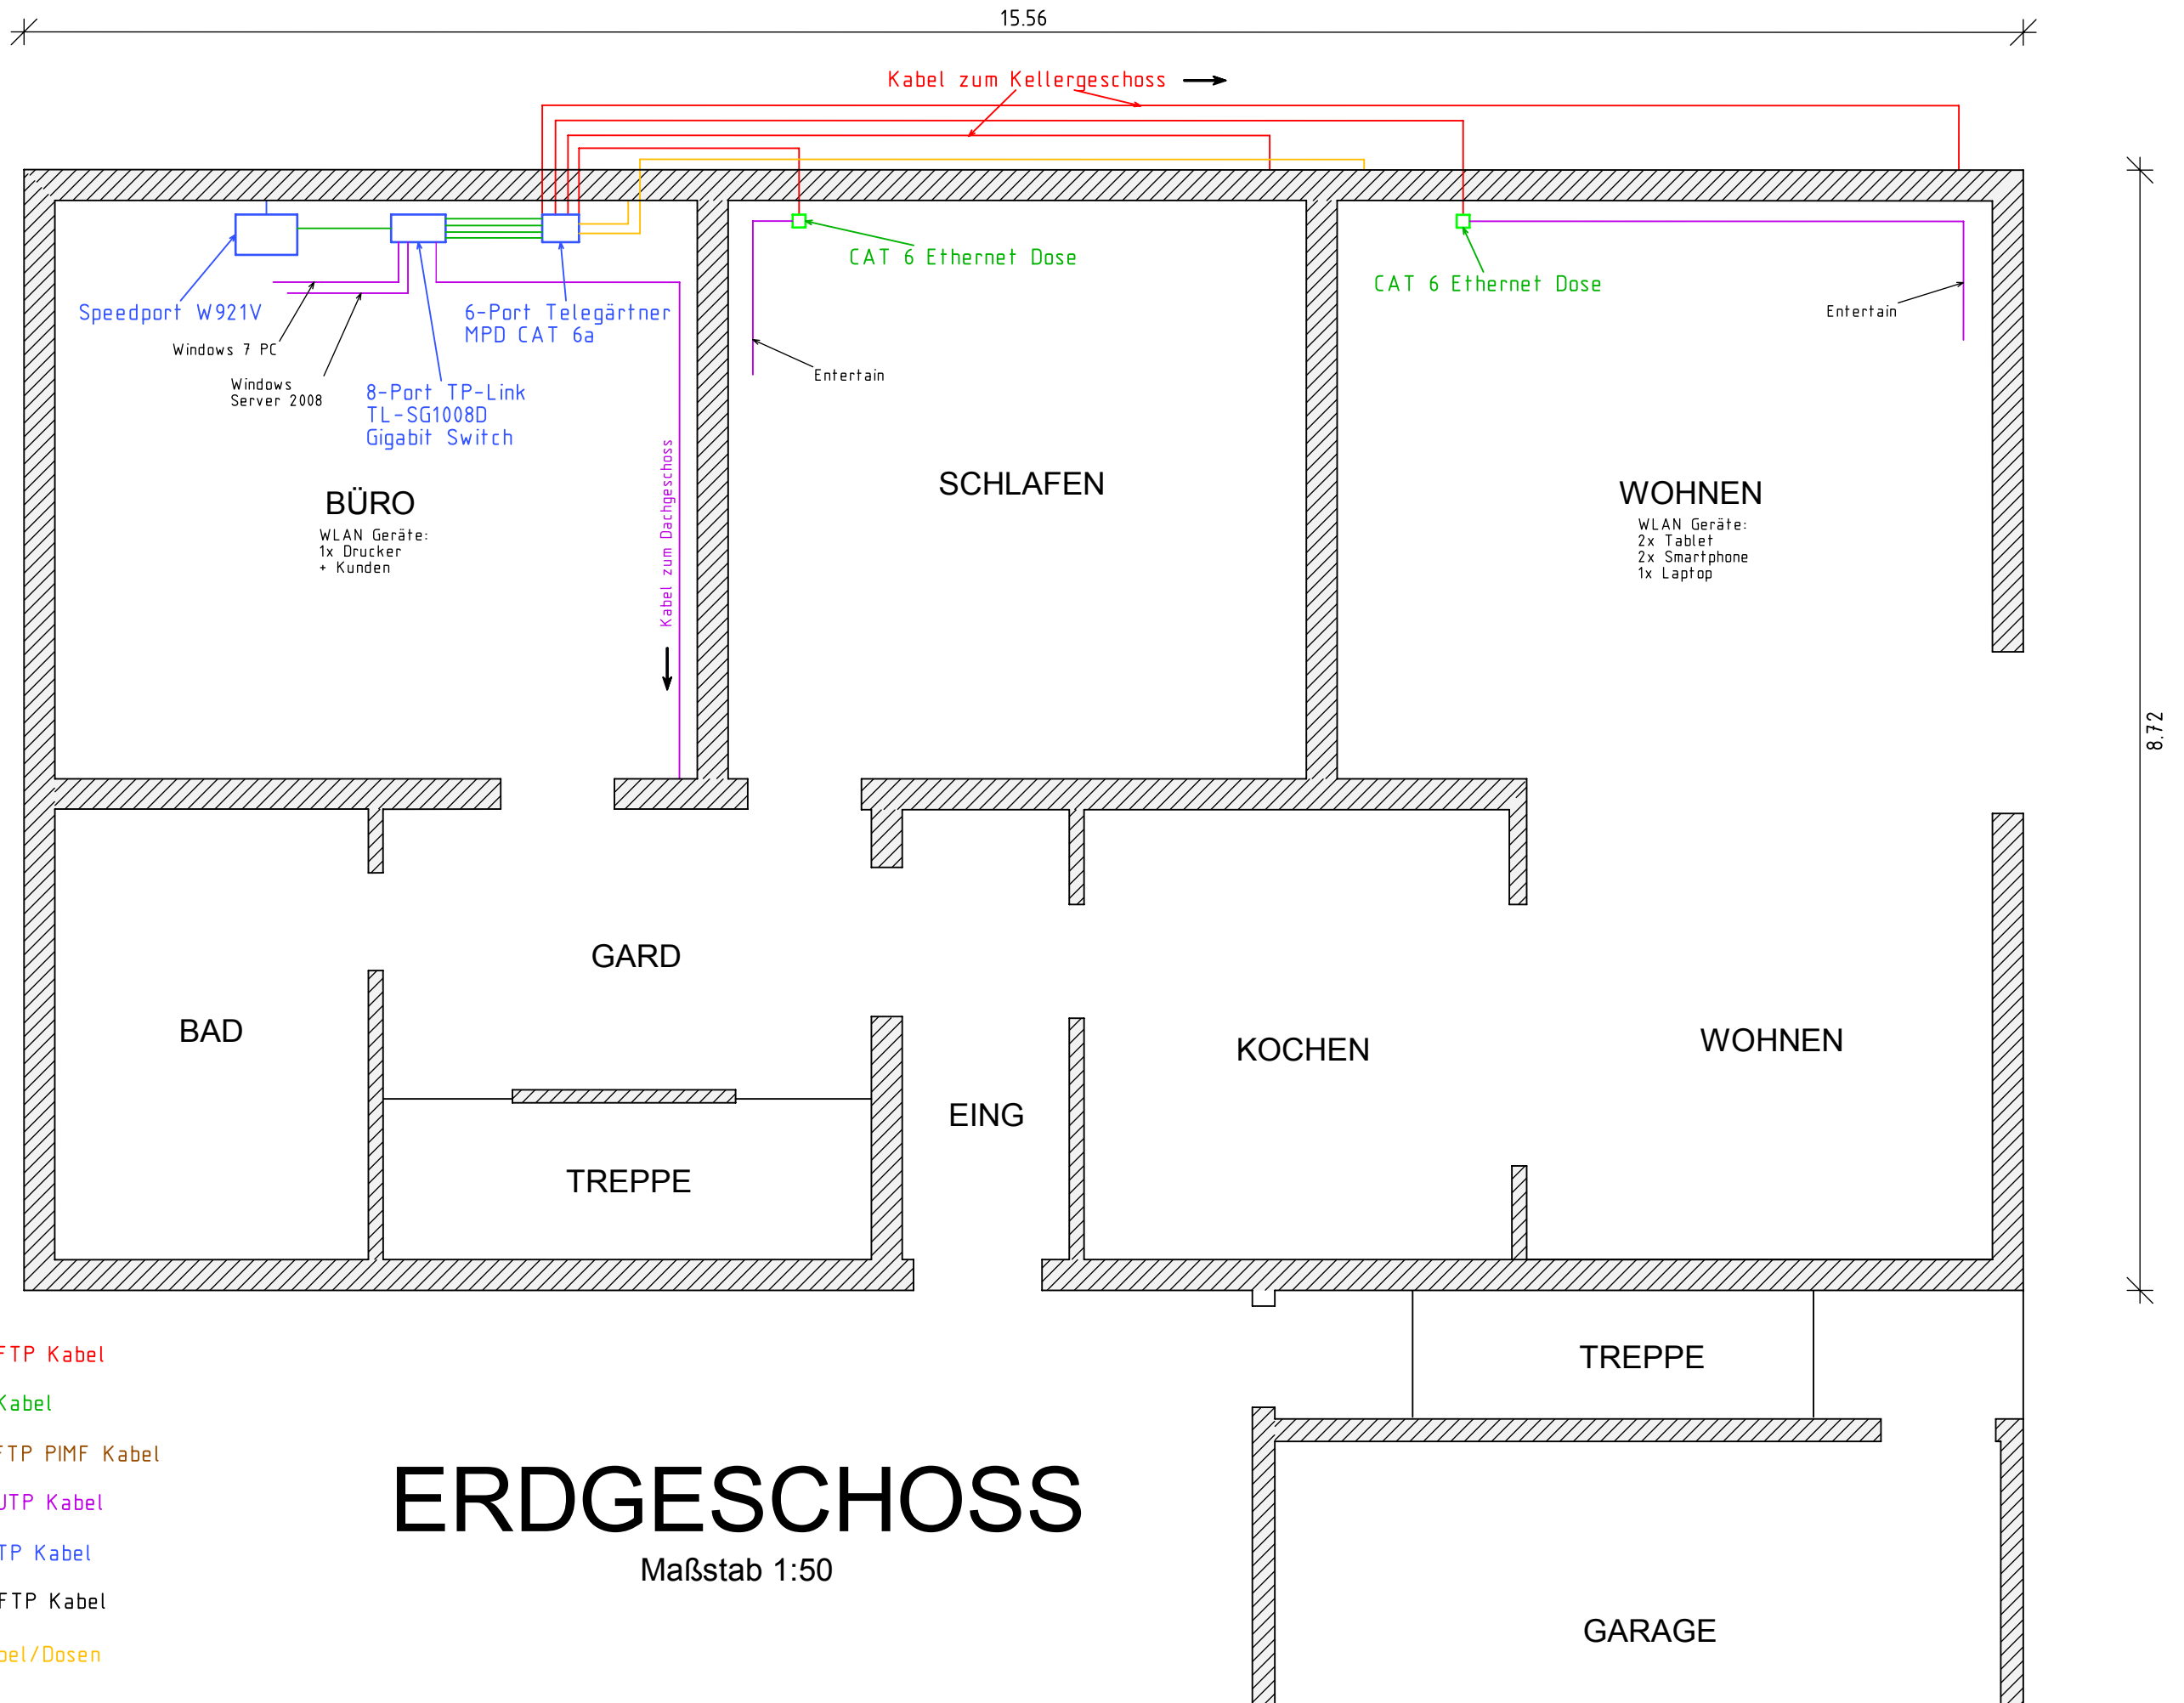 15.56
Kabel zum Kellergeschoss
CAT 6 Ethernet Dose
CAT 6 Ethernet Dose
Speedport W921V
6-Port Telegärtner
MPD CAT 6a
Entertain
Windows 7 PC
Windows
Server 2008
8-Port TP-Link
TL-SG1008D
Gigabit Switch
Entertain
Kabel zum Dachgeschoss
SCHLAFEN
BÜRO
WLAN Geräte:
1x Drucker
+ Kunden
WOHNEN
WLAN Geräte:
2x Tablet
2x Smartphone
1x Laptop
8.72
GARD
BAD
KOCHEN
WOHNEN
EING
TREPPE
TREPPE
FTP Kabel
Kabel
FTP PIMF Kabel
UTP Kabel
TP Kabel
FTP Kabel
bel/Dosen
ERDGESCHOSS
Maßstab 1:50
GARAGE